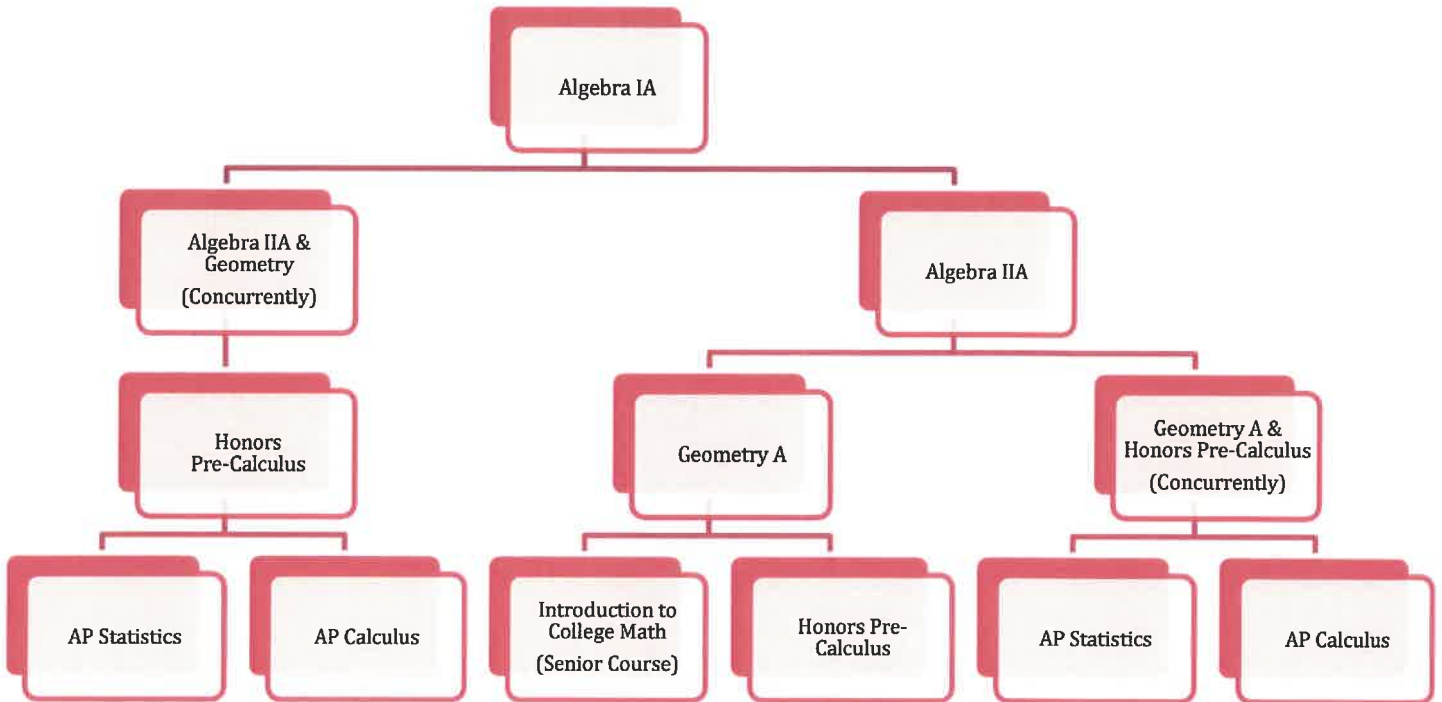 Algebra IA
Algebra IIA &
Geometry
(Concurrently)
Algebra IIA
Honors
Pre-Calculus
Geometry A
Geometry A &
Honors Pre-Calculus
(Concurrently)
AP Statistics
AP Calculus
Introduction to
College Math
(Senior Course)
Honors Pre-
Calculus
AP Statistics
AP Calculus